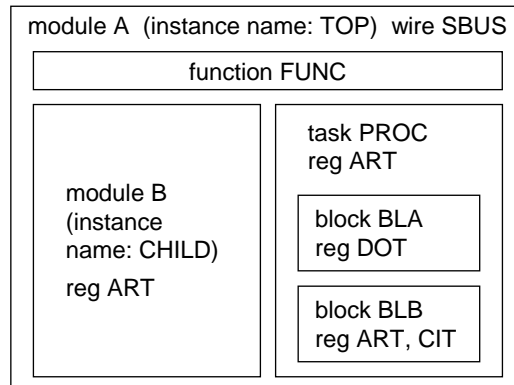 module A (instance name: TOP) wire SBUS
function FUNC
module B
(instance
name: CHILD)
reg ART
task PROC
reg ART
block BLA
reg DOT
block BLB
reg ART, CIT